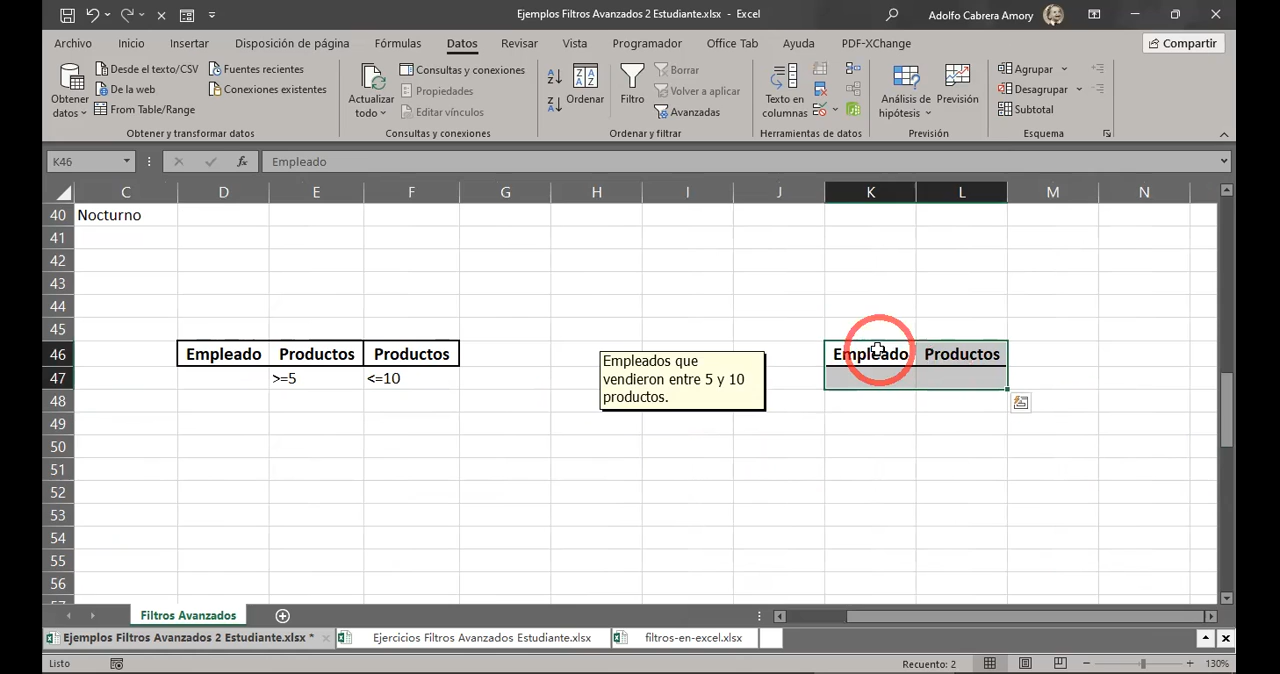 Ejemplos Filtros Avanzados 2 Estudiante.xlsx - Excel
Adolfo Cabrera Amory
Archivo Inicio Insertar Disposición de página Fórmulas Datos Revisar Vista Programador Office Tab Ayuda PDF-XChange Compartir
Obtener datos
Desde el texto/CSV
De la web
From Table/Range
Fuentes recientes
Conexiones existentes
Obtener y transformar datos
Actualizar todo
Consultas y conexiones
Propiedades
Editar vínculos
Consultas y conexiones
Ordenar
Filtro
Borrar
Volver a aplicar
Avanzadas
Ordenar y filtrar
Texto en columnas
Herramientas de datos
Análisis de hipótesis
Previsión
Previsión
Agrupar
Desagrupar
Subtotal
Esquema
K46 fx Empleado
C D E F G H I J K L M N
40 Nocturno
41
42
43
44
45
46 Empleado Productos Productos Empleado Productos
47 >=5 <=10
48
49
50
51
52
53
54
55
56
57
Empleados que
vendieron entre 5 y 10
productos.
Filtros Avanzados
Ejemplos Filtros Avanzados 2 Estudiante.xlsx * Ejercicios Filtros Avanzados Estudiante.xlsx filtros-en-excel.xlsx
Listo Recuento: 2 130%